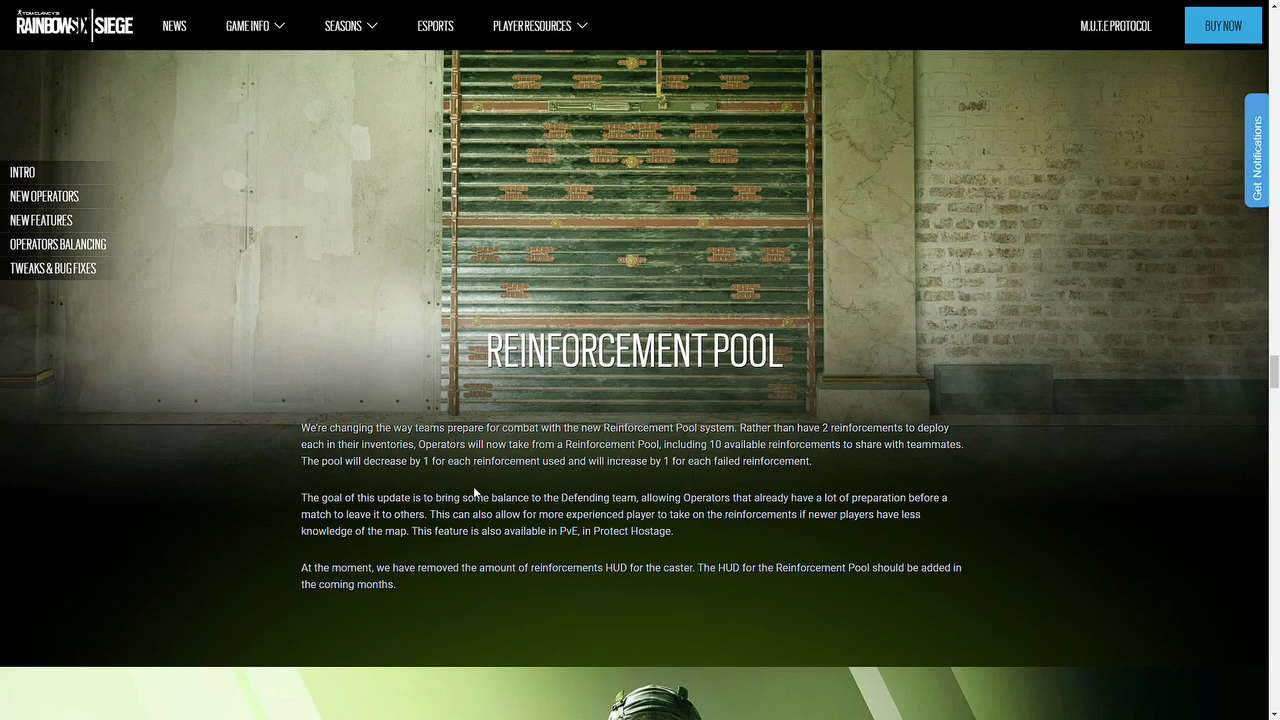 TOM CLANCY'S
RAINBOWSIX|SIEGE
NEWS
GAME INFO
SEASONS
ESPORTS
PLAYER RESOURCES
M.U.T.E PROTOCOL
BUY NOW
Get Notifications
INTRO
NEW OPERATORS
NEW FEATURES
OPERATORS BALANCING
TWEAKS & BUG FIXES
REINFORCEMENT POOL
We're changing the way teams prepare for combat with the new Reinforcement Pool system. Rather than have 2 reinforcements to deploy
each in their inventories, Operators will now take from a Reinforcement Pool, including 10 available reinforcements to share with teammates.
The pool will decrease by 1 for each reinforcement used and will increase by 1 for each failed reinforcement.
The goal of this update is to bring some balance to the Defending team, allowing Operators that already have a lot of preparation before a
match to leave it to others. This can also allow for more experienced player to take on the reinforcements if newer players have less
knowledge of the map. This feature is also available in PvE, in Protect Hostage.
At the moment, we have removed the amount of reinforcements HUD for the caster. The HUD for the Reinforcement Pool should be added in
the coming months.